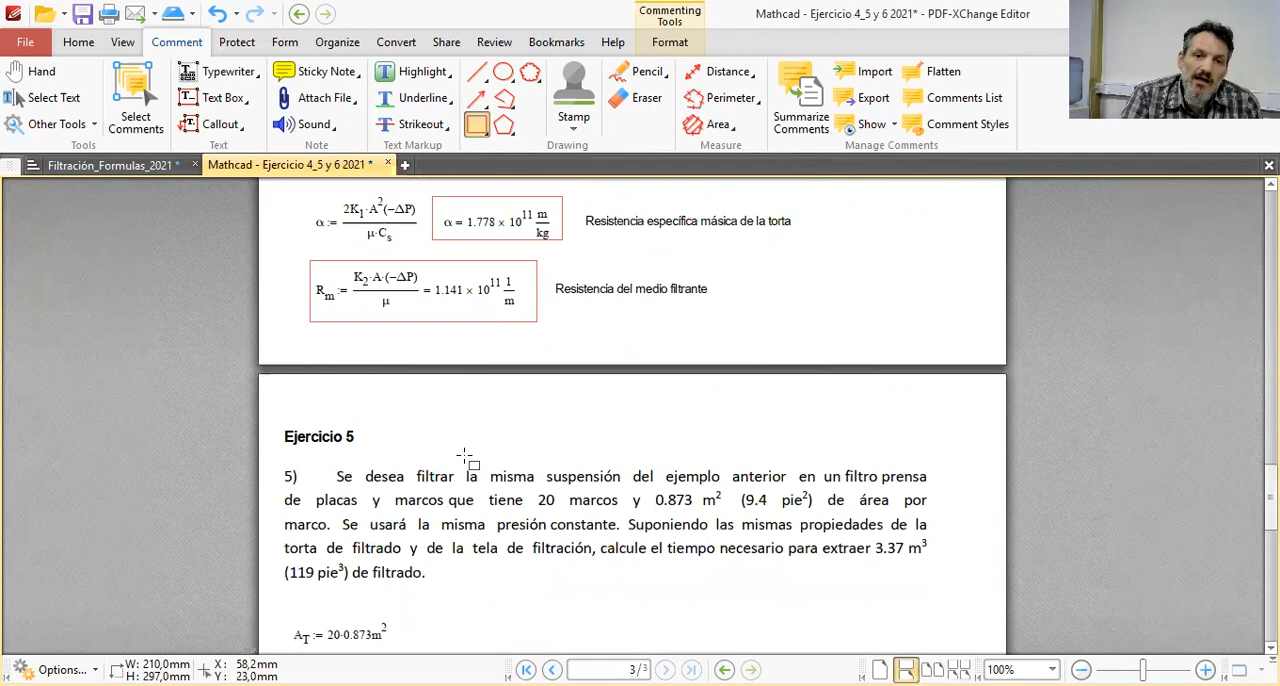 Commenting
Tools
Mathcad - Ejercicio 4_5 y 6 2021* - PDF-XChange Editor
File Home View Comment Protect Form Organize Convert Share Review Bookmarks Help Format
Hand Typewriter Sticky Note Highlight Pencil Distance Import Flatten
Select Text Text Box Attach File Underline Eraser Perimeter Export Comments List
Other Tools Select Comments Callout Sound Strikeout Stamp Area Summarize Comments Show Comment Styles
Tools Note Text Markup Drawing Measure Manage Comments
Filtración_Formulas_2021 * × Mathcad - Ejercicio 4_5 y 6 2021 * ×
α := 2K₁·A²(−ΔP) / μ·Cₛ α = 1.778 × 10¹¹ m/kg Resistencia específica másica de la torta
Rₘ := K₂·A·(−ΔP) / μ = 1.141 × 10¹¹ 1/m Resistencia del medio filtrante
Ejercicio 5
5) Se desea filtrar la misma suspensión del ejemplo anterior en un filtro prensa
de placas y marcos que tiene 20 marcos y 0.873 m² (9.4 pie²) de área por
marco. Se usará la misma presión constante. Suponiendo las mismas propiedades de la
torta de filtrado y de la tela de filtración, calcule el tiempo necesario para extraer 3.37 m³
(119 pie³) de filtrado.
A_T := 20·0.873m²
Options... W: 210,0mm X: 58,2mm 3/3 100%
H: 297,0mm Y: 23,0mm